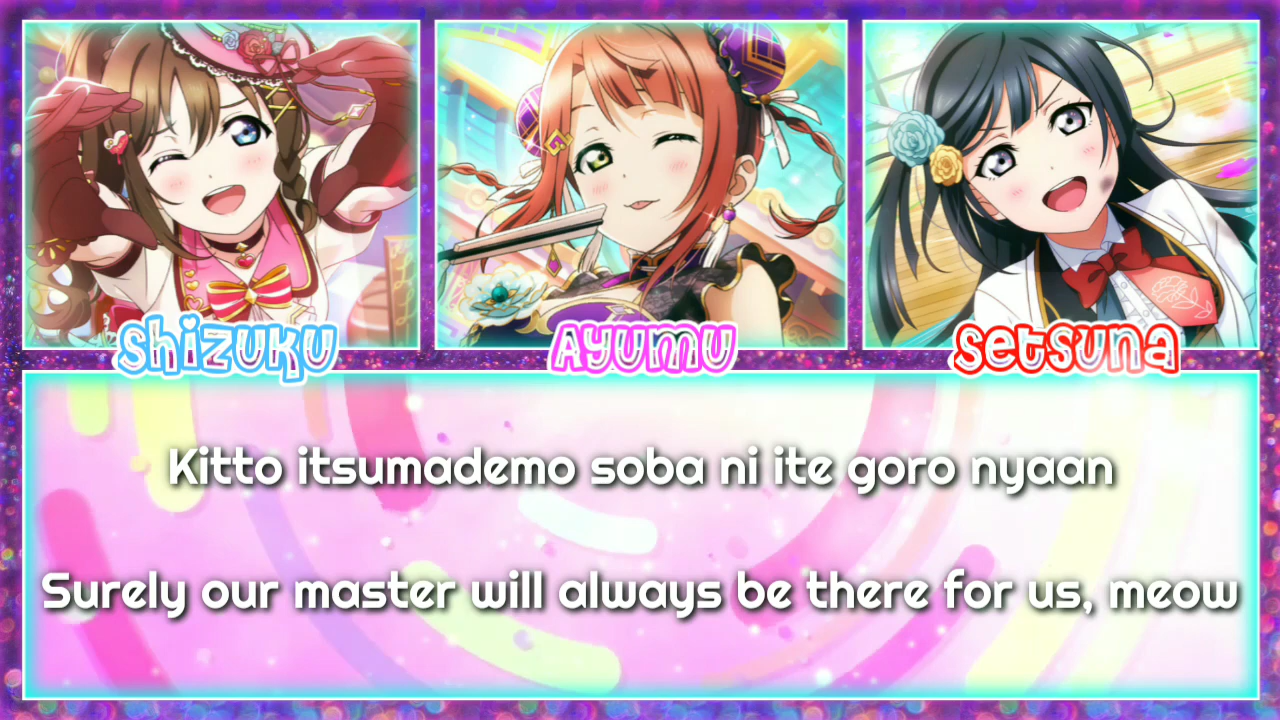 Shizuku
Ayumu
Setsuna
Kitto itsumademo soba ni ite goro nyaan
Surely our master will always be there for us, meow